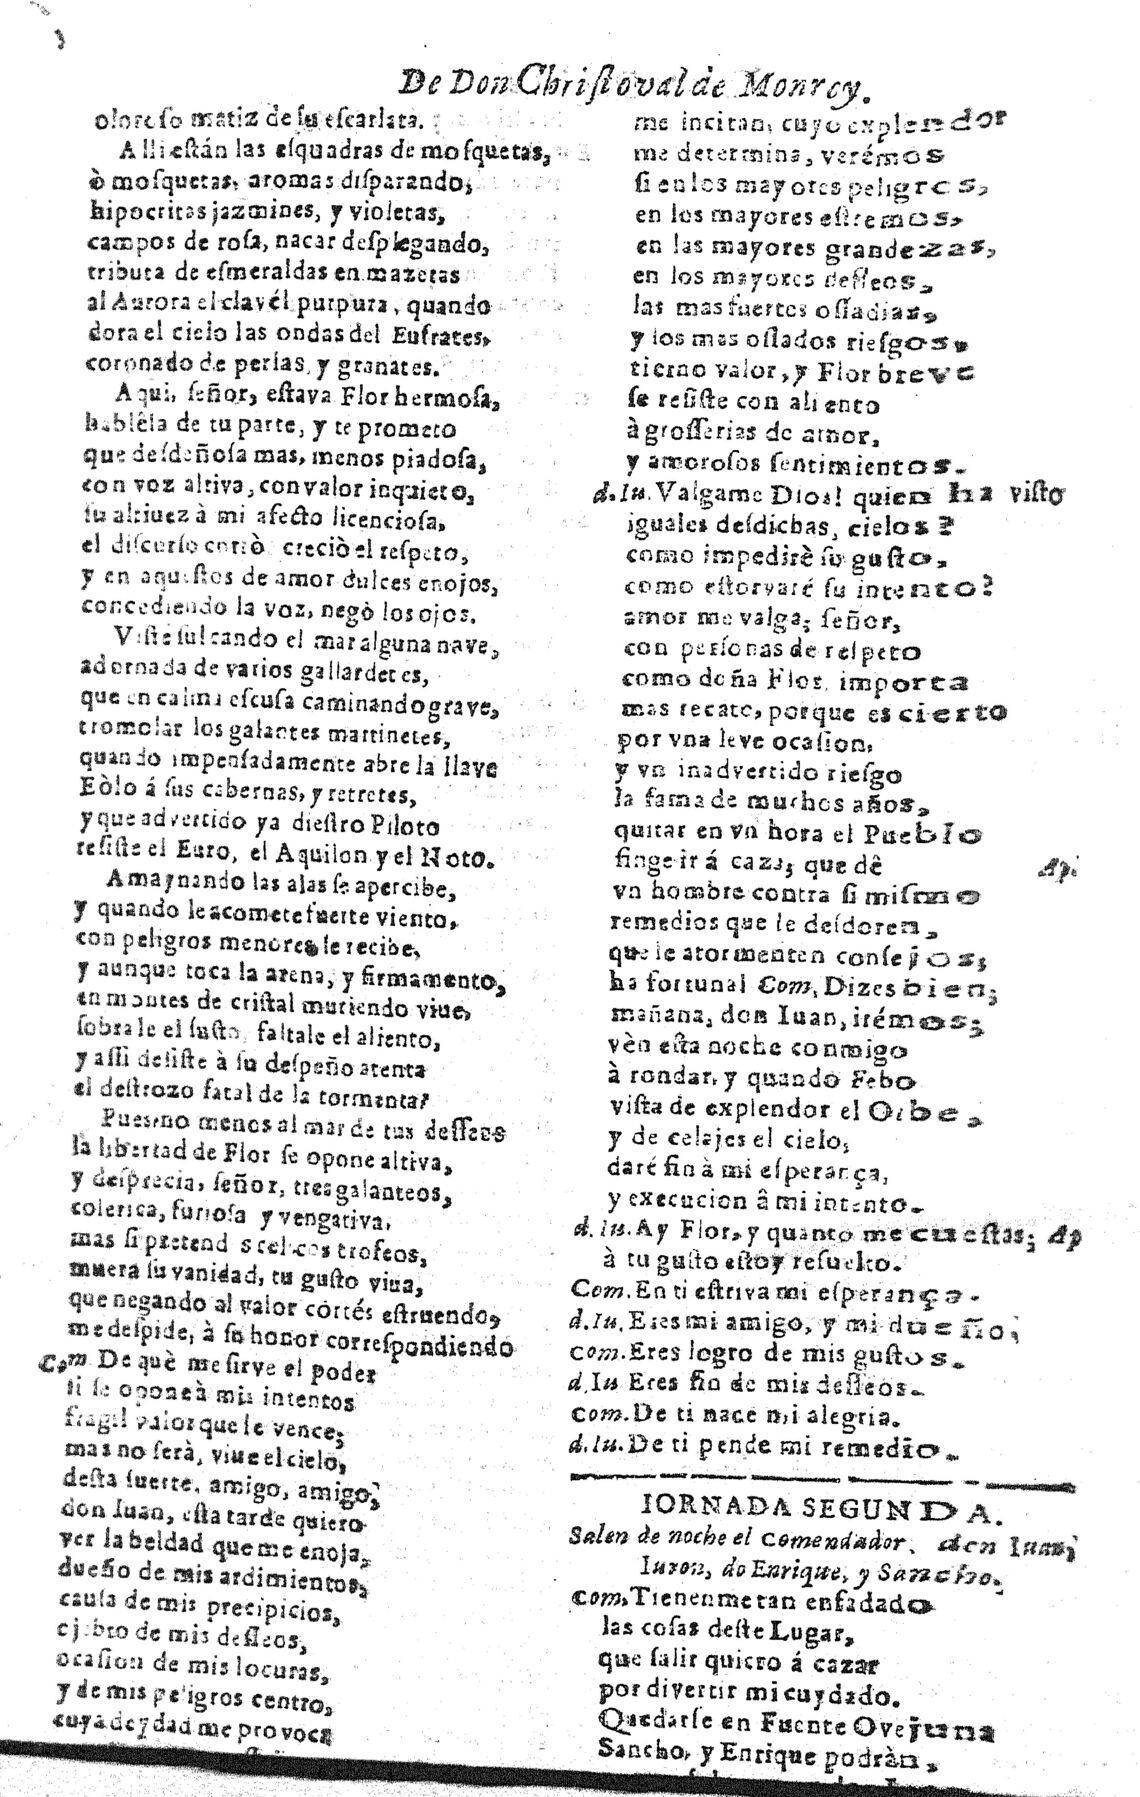 De Don Christoval de Monroy.
oloroso matiz de su escarlata.
Alli están las esquadras de mosquetas,
ò mosquetas, aromas disparando,
hipocritas jazmines, y violetas,
campos de rosa, nacar desplegando,
tributa de esmeraldas en mazetas
al Aurora el clavél purpura, quando
dora el cielo las ondas del Eufrates,
coronado de perlas, y granates.
Aqui, señor, estava Flor hermosa,
hablêla de tu parte, y te prometo
que desdeñosa mas, menos piadosa,
con voz altiva, con valor inquieto,
su altivez à mi afecto licenciosa,
el discurso corriò, creciò el respeto,
y en aquestos de amor dulces enojos,
concediendo la voz, negò los ojos.
Viste sulcando el mar alguna nave,
adornada de varios gallardetes,
que en calma escusa caminando grave,
tremolar los galantes martinetes,
quando impensadamente abre la llave
Eòlo á sus cabernas, y retretes,
y que advertido ya diestro Piloto
resiste el Euro, el Aquilon y el Noto.
Amaynando las alas se apercibe,
y quando le acomete fuerte viento,
con peligros menores le recibe,
y aunque toca la arena, y firmamento,
en montes de cristal muriendo viue,
sobrale el susto, faltale el aliento,
y assi desiste à su despeño atenta
el destrozo fatal de la tormenta?
Pues no menos al mar de tus desseos
la libertad de Flor se opone altiva,
y desprecia, señor, tres galanteos,
colerica, furiosa y vengativa,
mas si pretendes celicos trofeos,
muera su vanidad, tu gusto viua,
que negando al valor cortés estruendo,
me despide, à su honor correspondiendo
Com De què me sirve el poder
si se opone à mis intentos
fragil valor que le vence;
mas no serà, viue el cielo,
desta suerte, amigo, amigo,
don Iuan, esta tarde quiero
ver la beldad que me enoja,
dueño de mis ardimientos,
causa de mis precipicios,
ejebto de mis desseos,
ocasion de mis locuras,
y de mis peligros centro,
cuya deydad me provoca
me incitan, cuyo explendor
me determina, verémos
si en los mayores peligros,
en los mayores estremos,
en las mayores grandezas,
en los mayores desseos,
las mas fuertes ossadias,
y los mas ossados riesgos,
tierno valor, y Flor breve
se resiste con aliento
à grosserias de amor,
y amorosos sentimientos.
d. Iu. Valgame Dios! quien ha visto
iguales desdichas, cielos?
como impedirè su gusto,
como estorvaré su intento?
amor me valga; señor,
con personas de respeto
como doña Flor, importa
mas recato, porque es cierto
por vna leve ocasion,
y vn inadvertido riesgo
la fama de muchos años,
quitar en vn hora el Pueblo
finge ir á caza; que dê Ap.
vn hombre contra si mismo
remedios que le desdoren,
que le atormenten consejos;
ha fortuna! Com. Dizes bien;
mañana, don Iuan, irémos;
vèn esta noche conmigo
à rondar, y quando Febo
vista de explendor el Orbe,
y de celajes el cielo,
daré fin à mi esperança,
y execucion â mi intento.
d. Iu. Ay Flor, y quanto me cuestas; Ap
à tu gusto estoy resuelto.
Com. En ti estriva mi esperança.
d. Iu. Eres mi amigo, y mi dueño,
com. Eres logro de mis gustos.
d. Iu Eres fin de mis desseos.
com. De ti nace mi alegria.
d. Iu. De ti pende mi remedio.
IORNADA SEGUNDA.
Salen de noche el Comendador, don Iuan,
Iuron, do Enrique, y Sancho.
com. Tienenme tan enfadado
las cosas deste Lugar,
que salir quiero á cazar
por divertir mi cuydado.
Quedarse en Fuente Ovejuna
Sancho, y Enrique podràn,